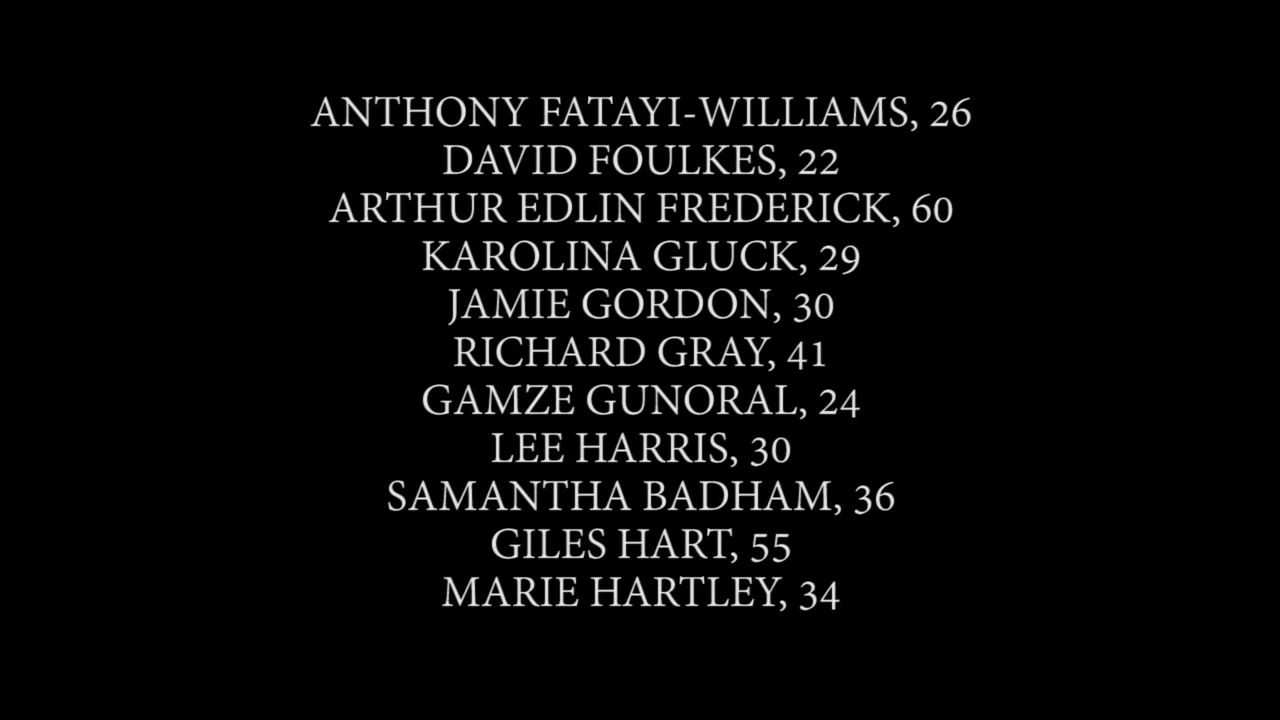 ANTHONY FATAYI-WILLIAMS, 26
DAVID FOULKES, 22
ARTHUR EDLIN FREDERICK, 60
KAROLINA GLUCK, 29
JAMIE GORDON, 30
RICHARD GRAY, 41
GAMZE GUNORAL, 24
LEE HARRIS, 30
SAMANTHA BADHAM, 36
GILES HART, 55
MARIE HARTLEY, 34